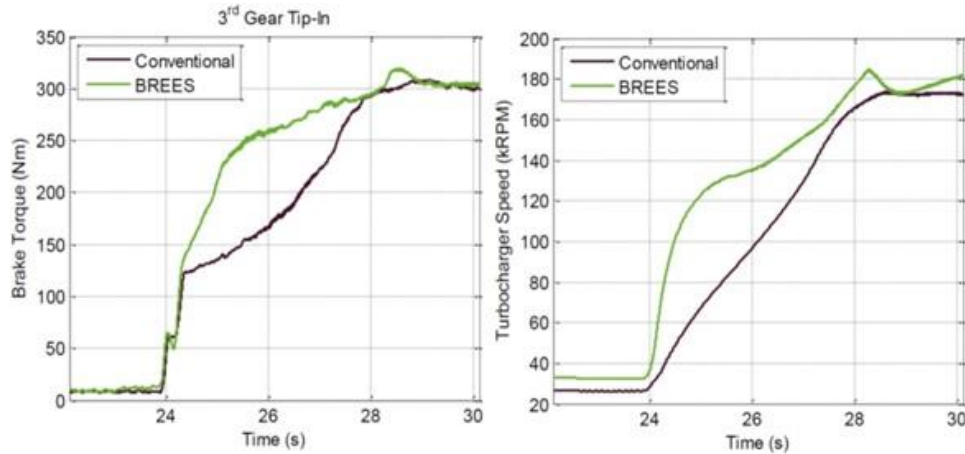 3rd Gear Tip-In
Brake Torque (Nm)
350
300
250
200
150
100
50
0
Conventional
BREES
24
26
28
30
Time (s)
Turbocharger Speed (kRPM)
200
180
160
140
120
100
80
60
40
20
Conventional
BREES
24
26
28
30
Time (s)